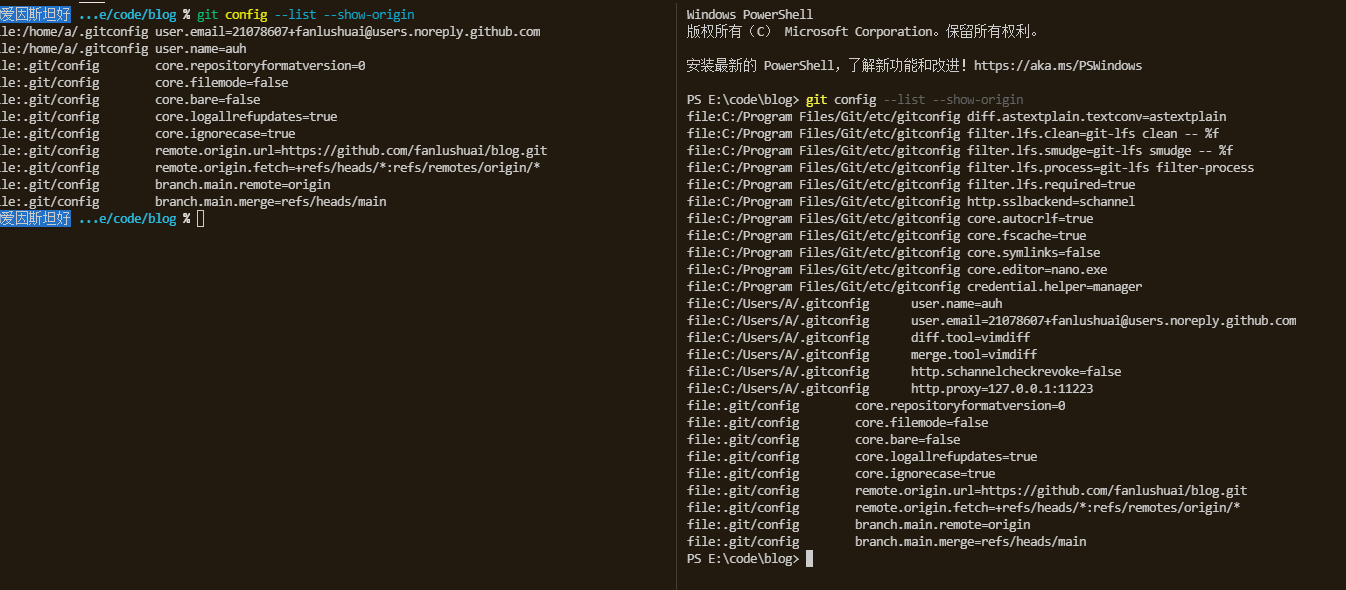 爱因斯坦好 ...e/code/blog % git config --list --show-origin
le:/home/a/.gitconfig user.email=21078607+fanlushuai@users.noreply.github.com
le:/home/a/.gitconfig user.name=auh
le:.git/config core.repositoryformatversion=0
le:.git/config core.filemode=false
le:.git/config core.bare=false
le:.git/config core.logallrefupdates=true
le:.git/config core.ignorecase=true
le:.git/config remote.origin.url=https://github.com/fanlushuai/blog.git
le:.git/config remote.origin.fetch=+refs/heads/*:refs/remotes/origin/*
le:.git/config branch.main.remote=origin
le:.git/config branch.main.merge=refs/heads/main
爱因斯坦好 ...e/code/blog %
Windows PowerShell
版权所有（C） Microsoft Corporation。保留所有权利。
安装最新的 PowerShell，了解新功能和改进！https://aka.ms/PSWindows
PS E:\code\blog> git config --list --show-origin
file:C:/Program Files/Git/etc/gitconfig diff.astextplain.textconv=astextplain
file:C:/Program Files/Git/etc/gitconfig filter.lfs.clean=git-lfs clean -- %f
file:C:/Program Files/Git/etc/gitconfig filter.lfs.smudge=git-lfs smudge -- %f
file:C:/Program Files/Git/etc/gitconfig filter.lfs.process=git-lfs filter-process
file:C:/Program Files/Git/etc/gitconfig filter.lfs.required=true
file:C:/Program Files/Git/etc/gitconfig http.sslbackend=schannel
file:C:/Program Files/Git/etc/gitconfig core.autocrlf=true
file:C:/Program Files/Git/etc/gitconfig core.fscache=true
file:C:/Program Files/Git/etc/gitconfig core.symlinks=false
file:C:/Program Files/Git/etc/gitconfig core.editor=nano.exe
file:C:/Program Files/Git/etc/gitconfig credential.helper=manager
file:C:/Users/A/.gitconfig user.name=auh
file:C:/Users/A/.gitconfig user.email=21078607+fanlushuai@users.noreply.github.com
file:C:/Users/A/.gitconfig diff.tool=vimdiff
file:C:/Users/A/.gitconfig merge.tool=vimdiff
file:C:/Users/A/.gitconfig http.schannelcheckrevoke=false
file:C:/Users/A/.gitconfig http.proxy=127.0.0.1:11223
file:.git/config core.repositoryformatversion=0
file:.git/config core.filemode=false
file:.git/config core.bare=false
file:.git/config core.logallrefupdates=true
file:.git/config core.ignorecase=true
file:.git/config remote.origin.url=https://github.com/fanlushuai/blog.git
file:.git/config remote.origin.fetch=+refs/heads/*:refs/remotes/origin/*
file:.git/config branch.main.remote=origin
file:.git/config branch.main.merge=refs/heads/main
PS E:\code\blog>